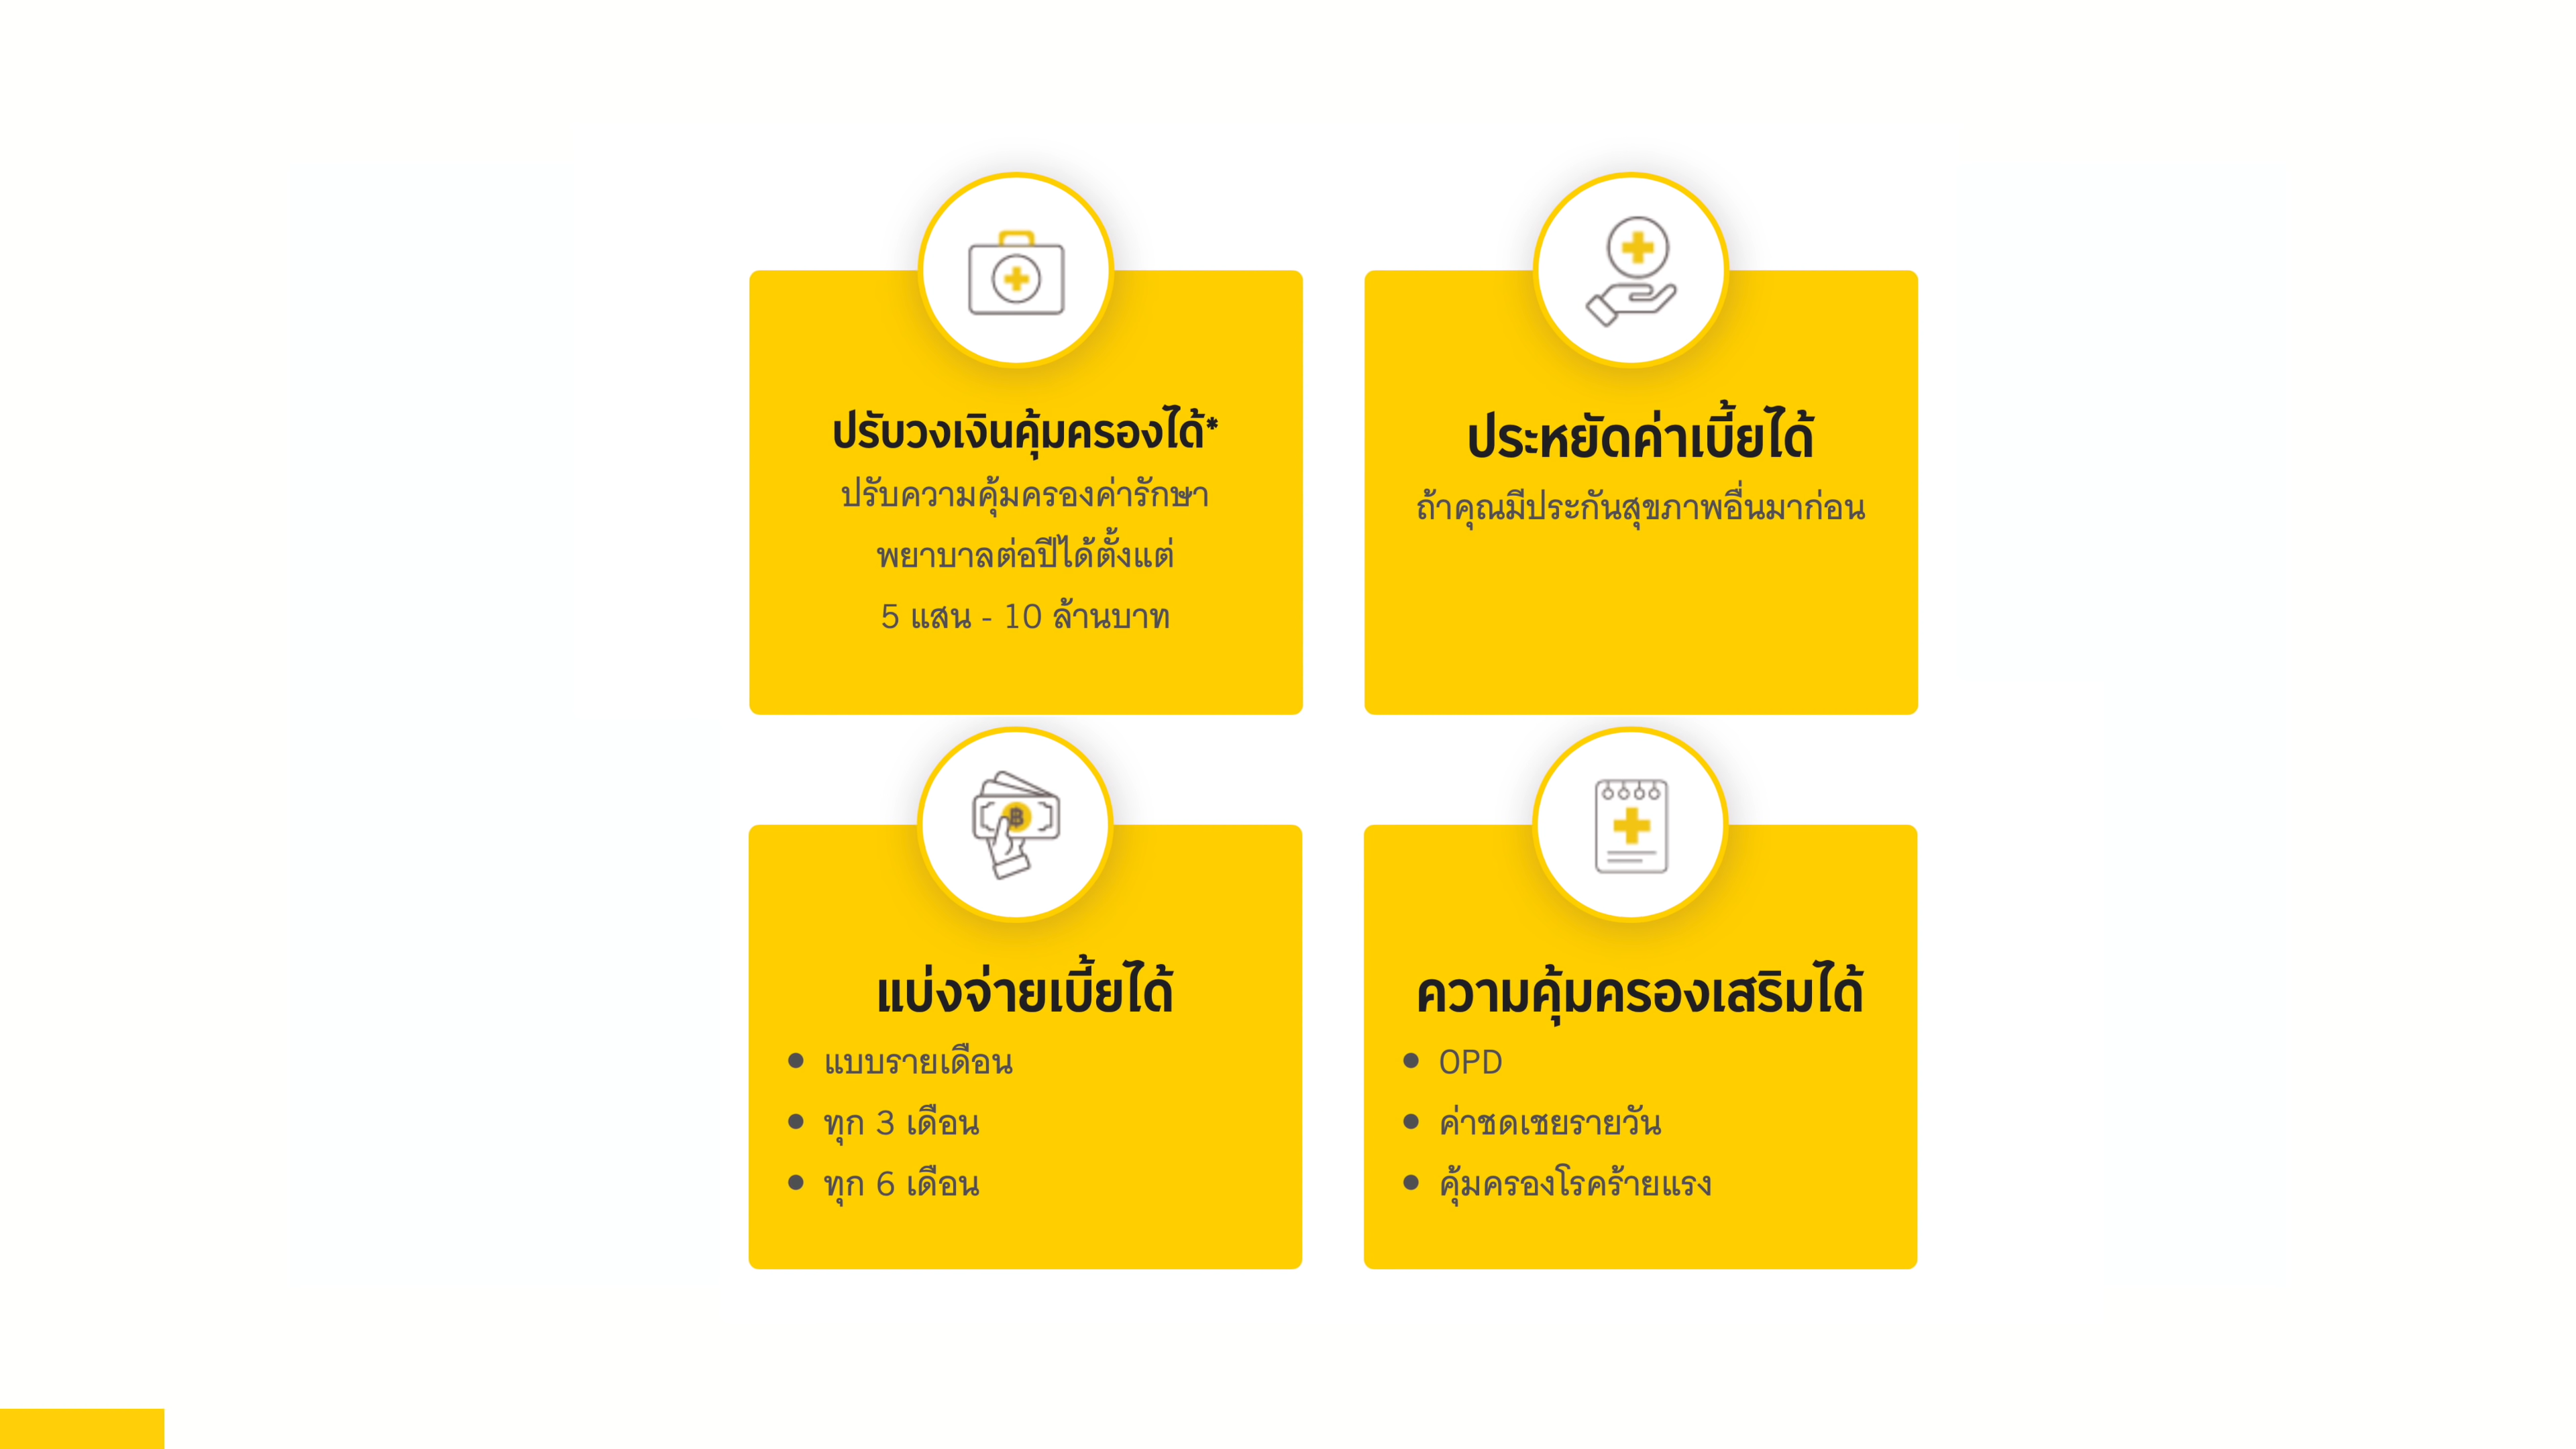 ปรับวงเงินคุ้มครองได้*
ปรับความคุ้มครองค่ารักษา
พยาบาลต่อปีได้ตั้งแต่
5 แสน - 10 ล้านบาท
ประหยัดค่าเบี้ยได้
ถ้าคุณมีประกันสุขภาพอื่นมาก่อน
฿
แบ่งจ่ายเบี้ยได้
• แบบรายเดือน
• ทุก 3 เดือน
• ทุก 6 เดือน
ความคุ้มครองเสริมได้
• OPD
• ค่าชดเชยรายวัน
• คุ้มครองโรคร้ายแรง